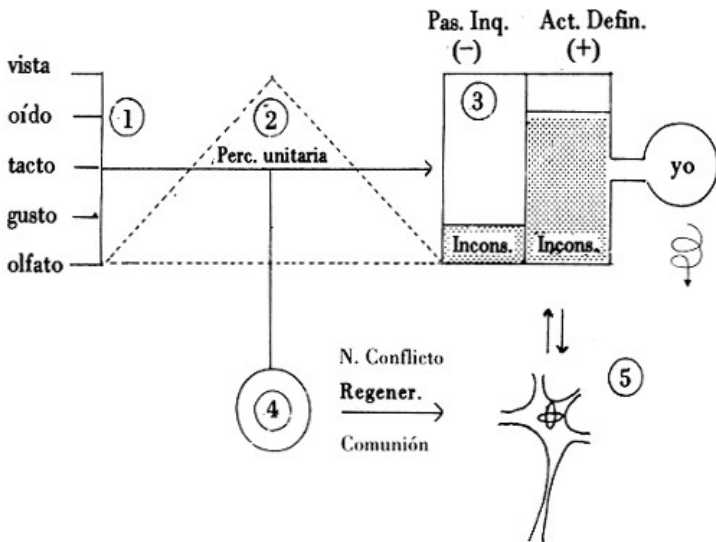 Pas. Inq.
(-)
Act. Defin.
(+)
vista
oído
tacto
gusto
olfato
1
2
Perc. unitaria
3
Incons.
Incons.
yo
4
N. Conflicto
Regener.
Comunión
5